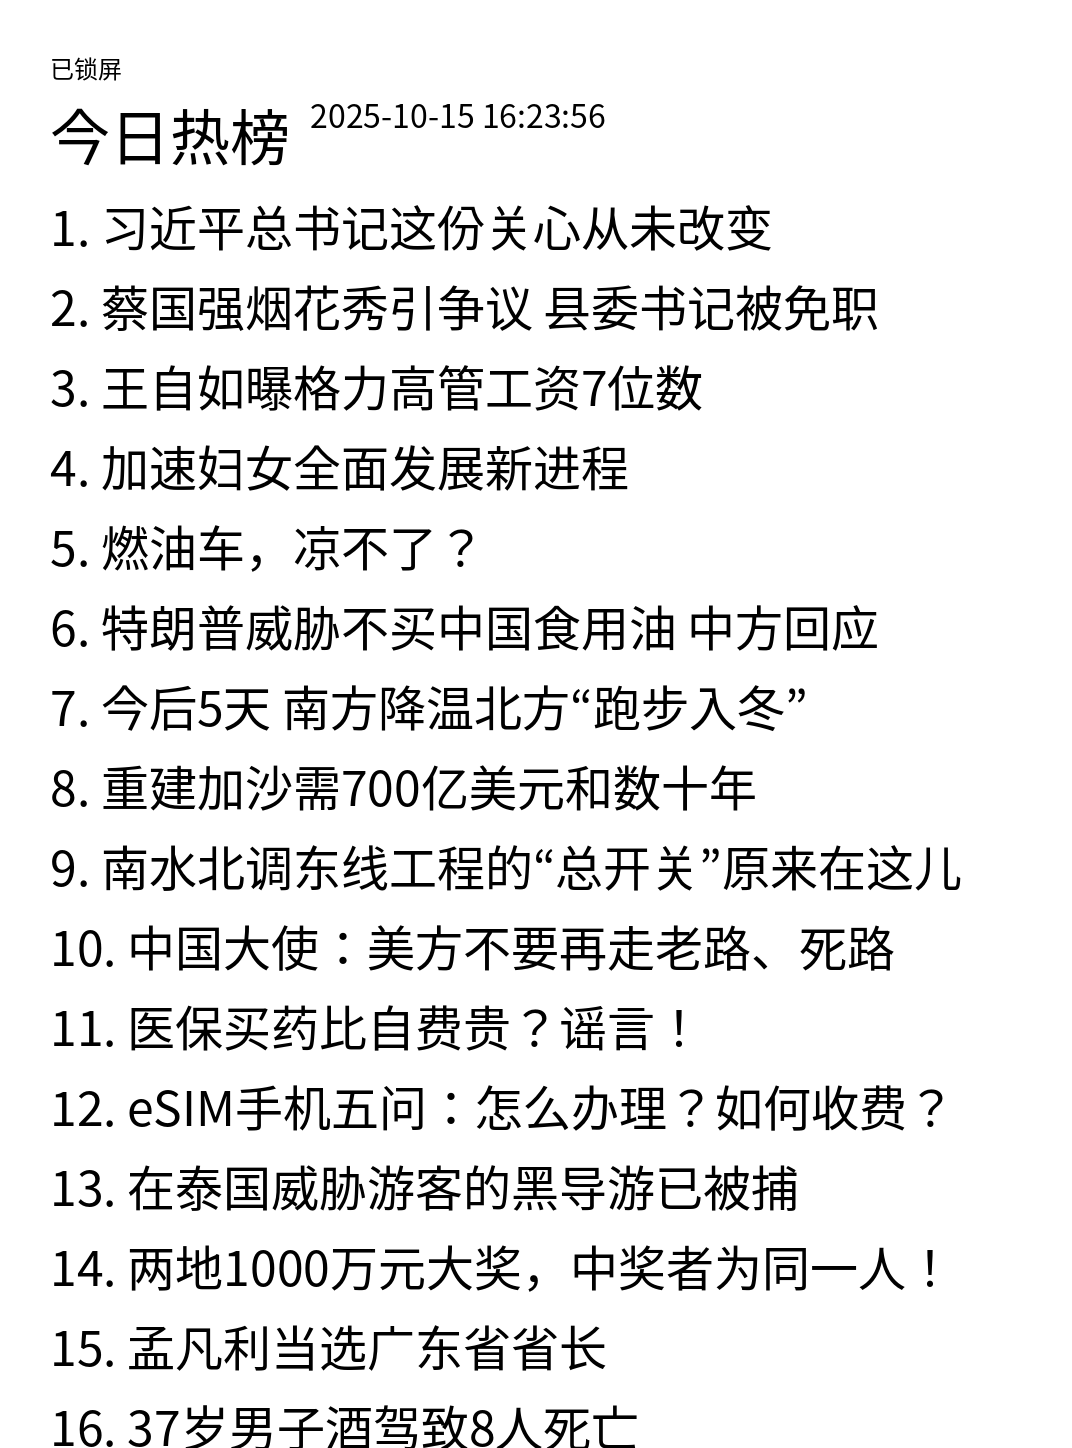 已锁屏
今日热榜 2025-10-15 16:23:56
1. 习近平总书记这份关心从未改变
2. 蔡国强烟花秀引争议 县委书记被免职
3. 王自如曝格力高管工资7位数
4. 加速妇女全面发展新进程
5. 燃油车，凉不了？
6. 特朗普威胁不买中国食用油 中方回应
7. 今后5天 南方降温北方“跑步入冬”
8. 重建加沙需700亿美元和数十年
9. 南水北调东线工程的“总开关”原来在这儿
10. 中国大使：美方不要再走老路、死路
11. 医保买药比自费贵？谣言！
12. eSIM手机五问：怎么办理？如何收费？
13. 在泰国威胁游客的黑导游已被捕
14. 两地1000万元大奖，中奖者为同一人！
15. 孟凡利当选广东省省长
16. 37岁男子酒驾致8人死亡